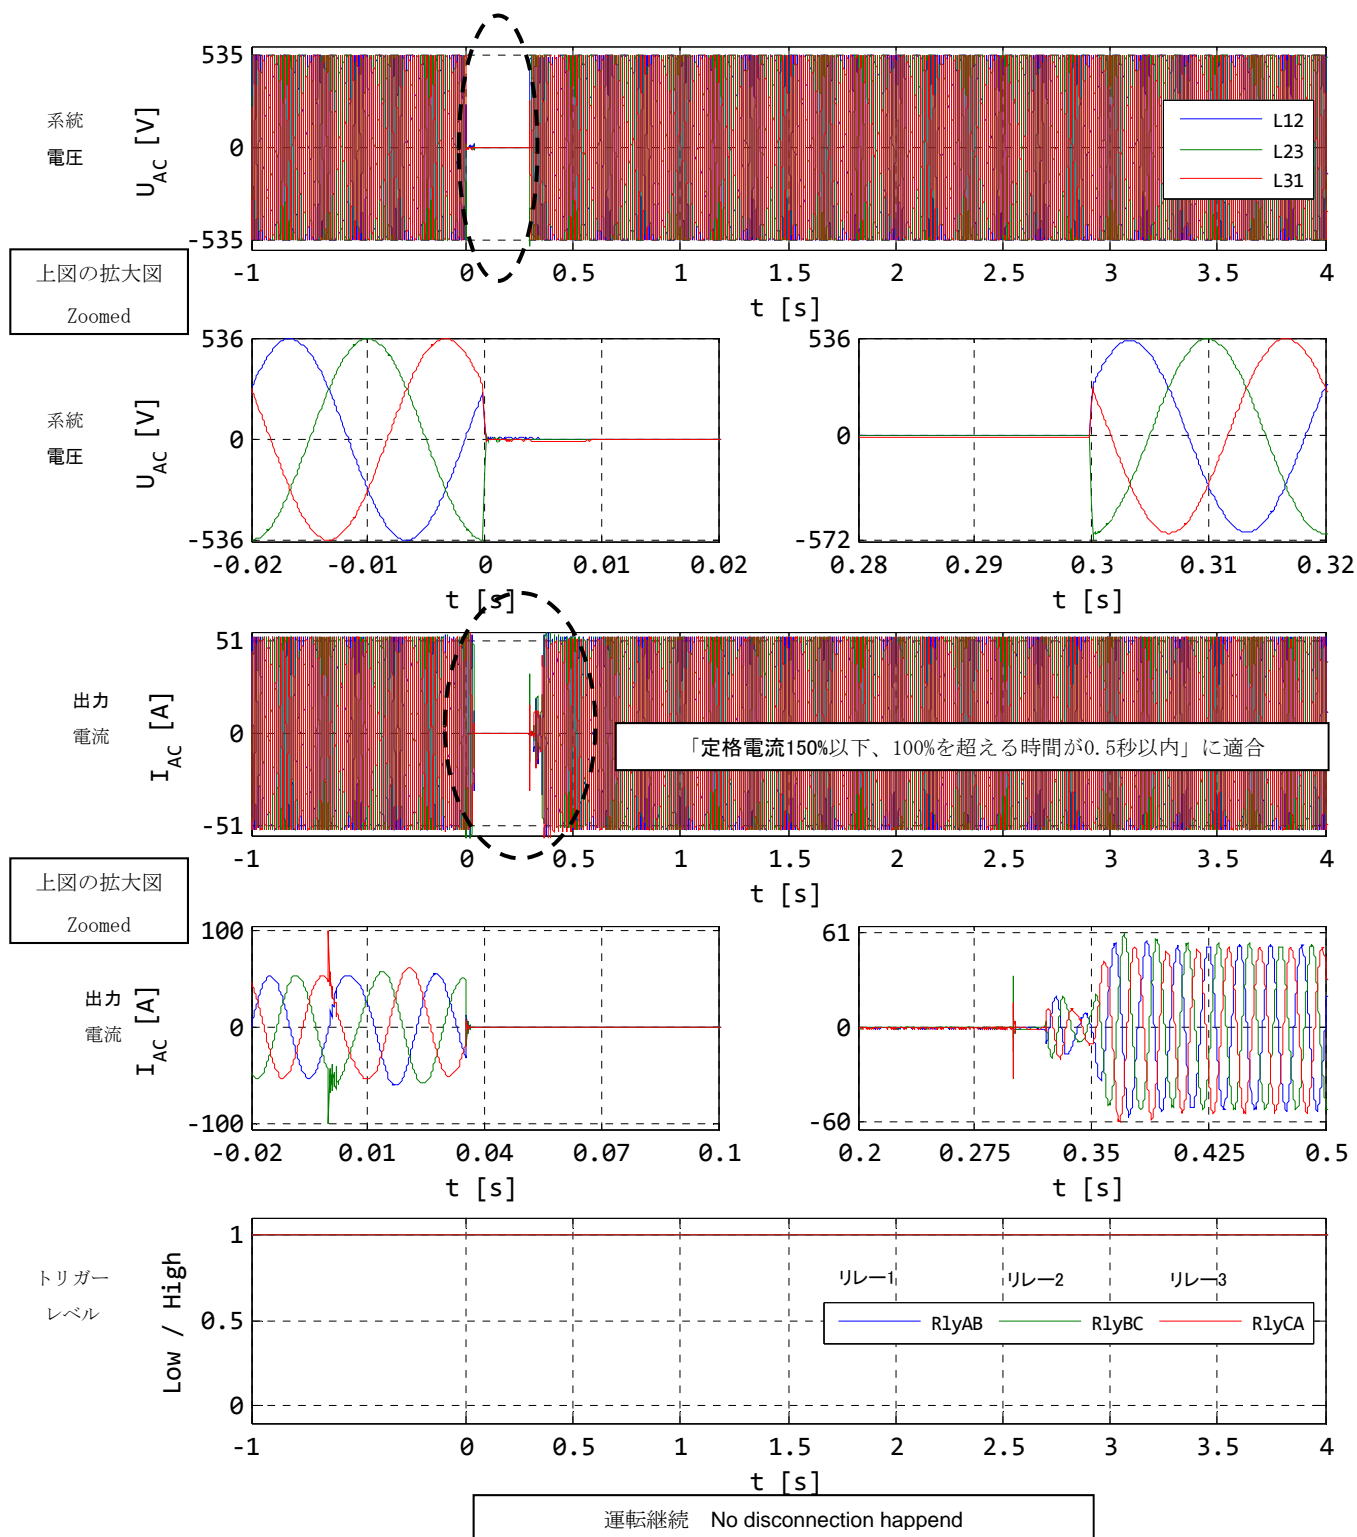 535
0
-535
系統
電圧
U_AC [V]
L12
L23
L31
-1 0 0.5 1 1.5 2 2.5 3 3.5 4
t [s]
上図の拡大図
Zoomed
536
0
-536
系統
電圧
U_AC [V]
-0.02 -0.01 0 0.01 0.02
t [s]
536
0
-572
0.28 0.29 0.3 0.31 0.32
t [s]
51
0
-51
出力
電流
I_AC [A]
「定格電流150%以下、100%を超える時間が0.5秒以内」に適合
-1 0 0.5 1 1.5 2 2.5 3 3.5 4
t [s]
上図の拡大図
Zoomed
100
0
-100
出力
電流
I_AC [A]
-0.02 0.01 0.04 0.07 0.1
t [s]
61
0
-60
0.2 0.275 0.35 0.425 0.5
t [s]
1
0.5
0
トリガー
レベル
Low / High
リレー1 リレー2 リレー3
RlyAB RlyBC RlyCA
-1 0 0.5 1 1.5 2 2.5 3 3.5 4
t [s]
運転継続 No disconnection happend